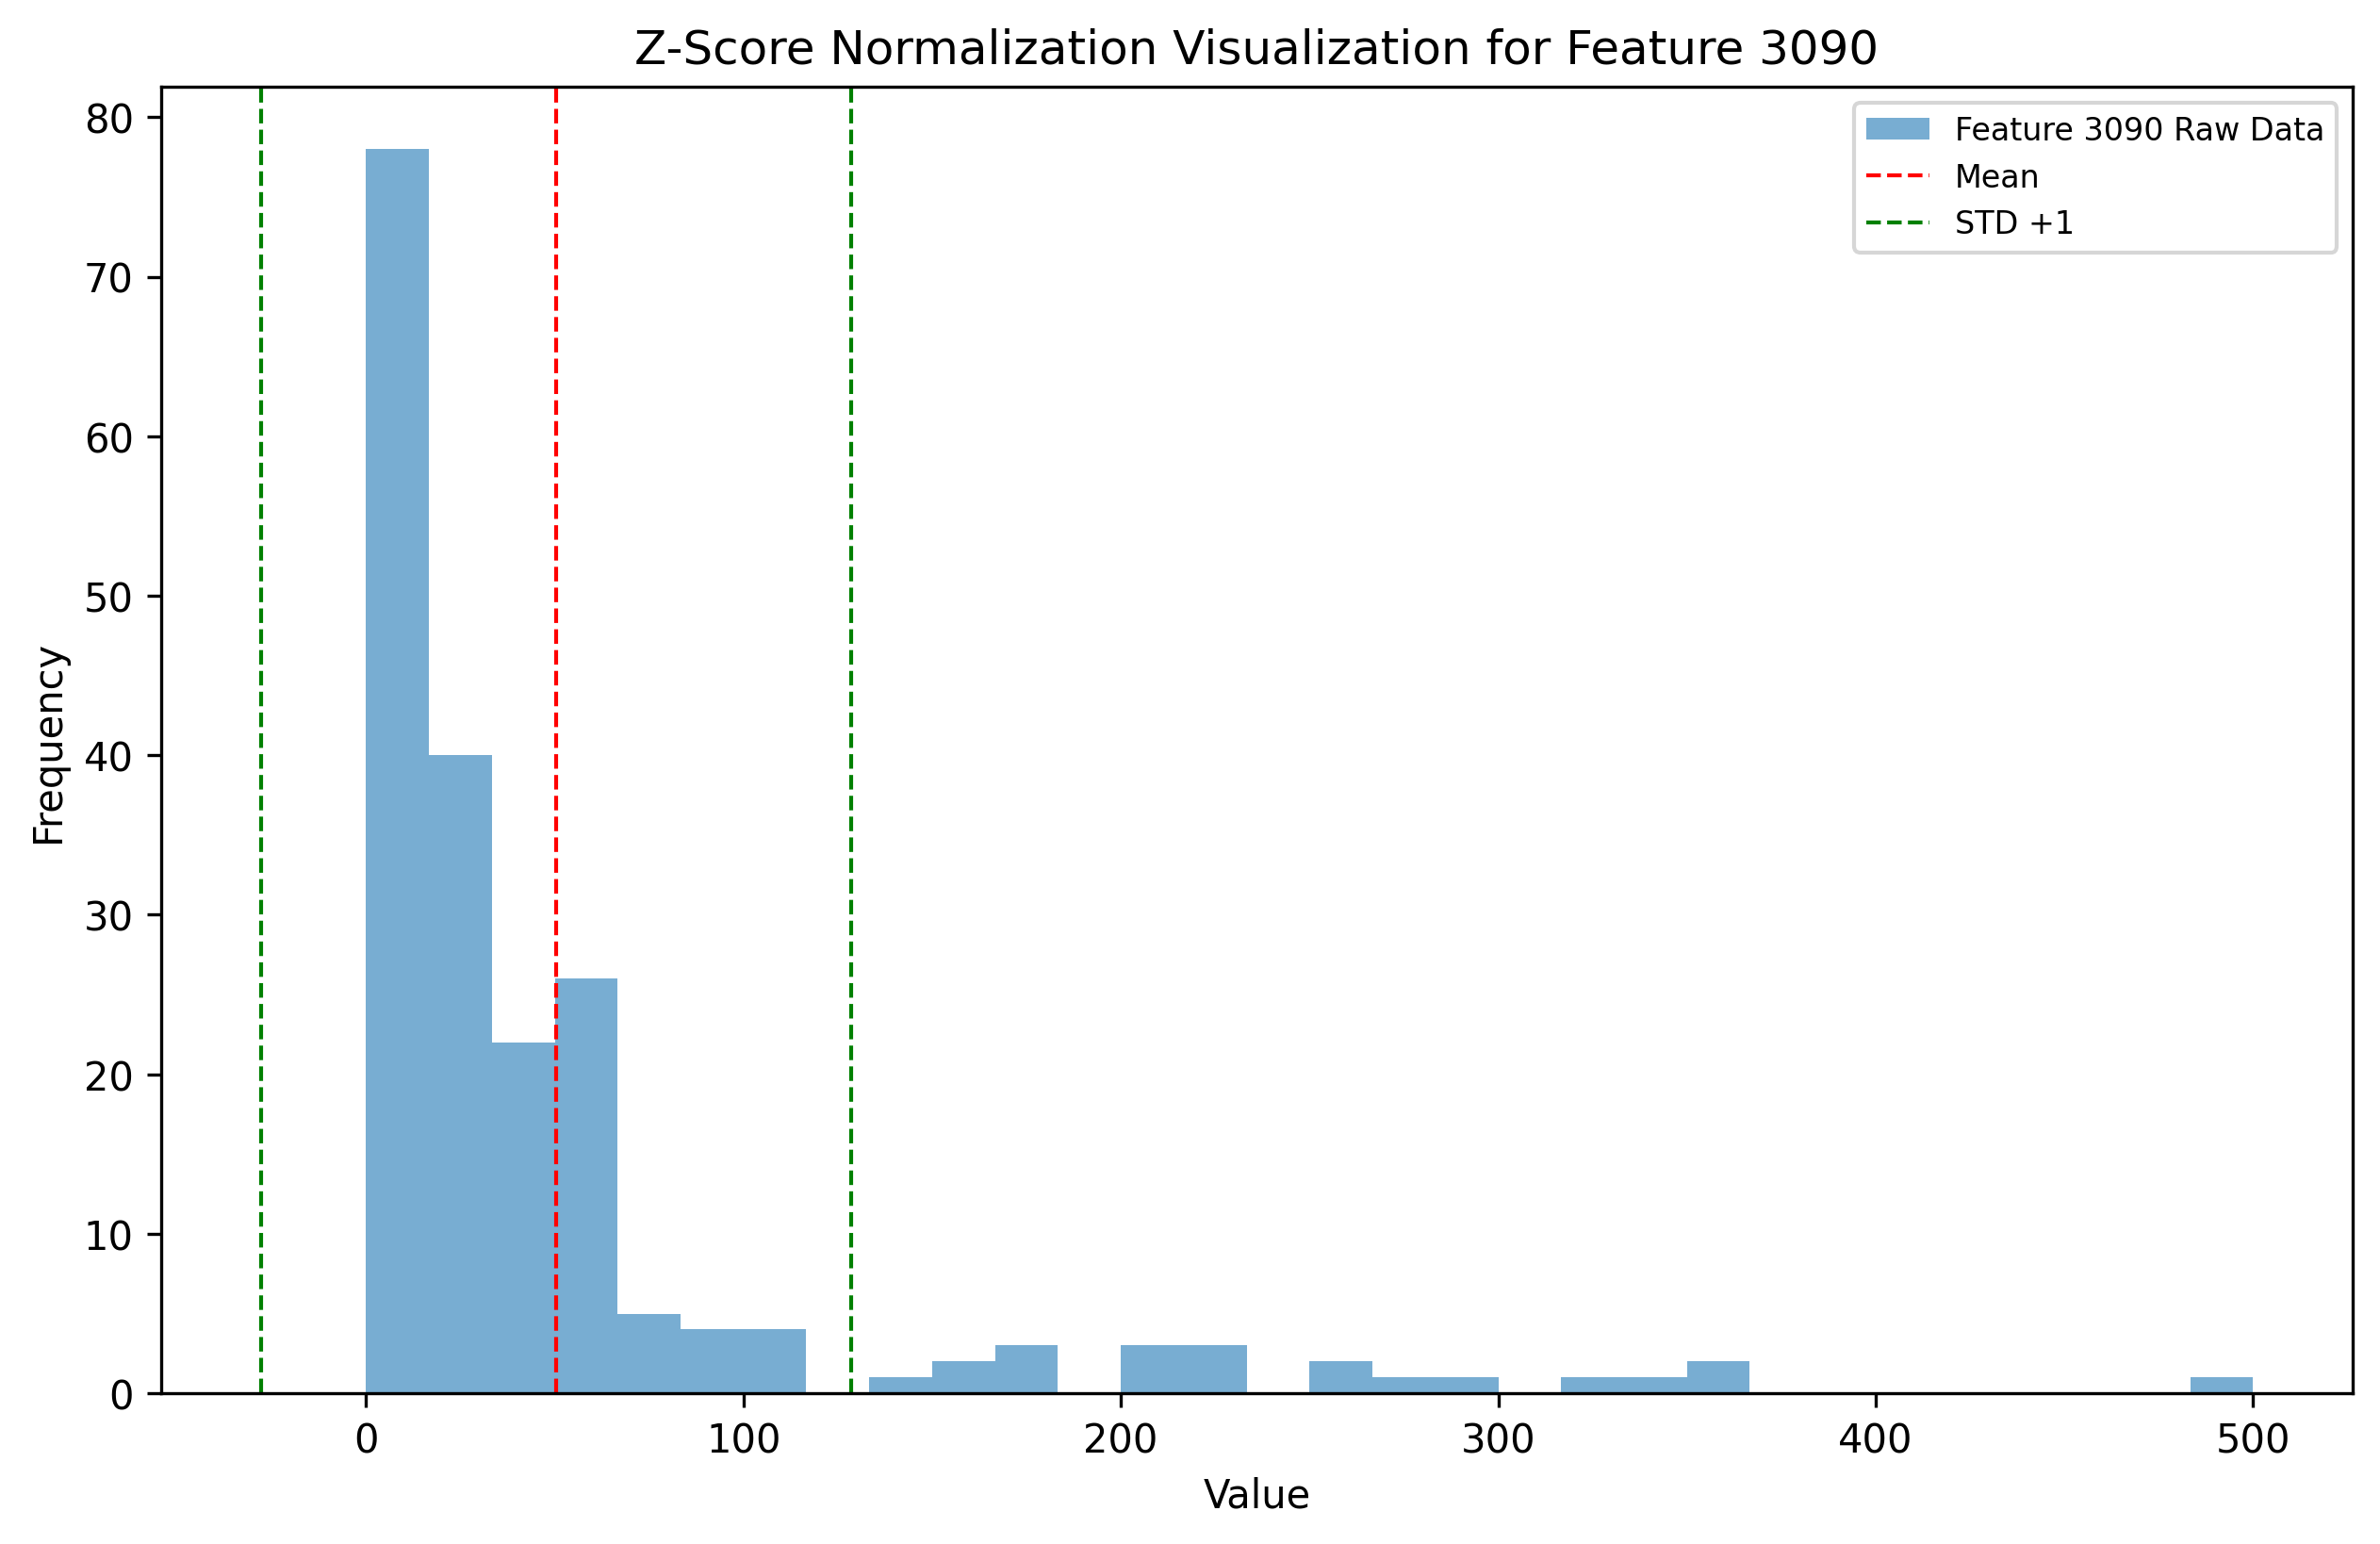 Z-Score Normalization Visualization for Feature 3090
Feature 3090 Raw Data
Mean
STD +1
80
70
60
50
40
30
20
10
0
Frequency
0 100 200 300 400 500
Value